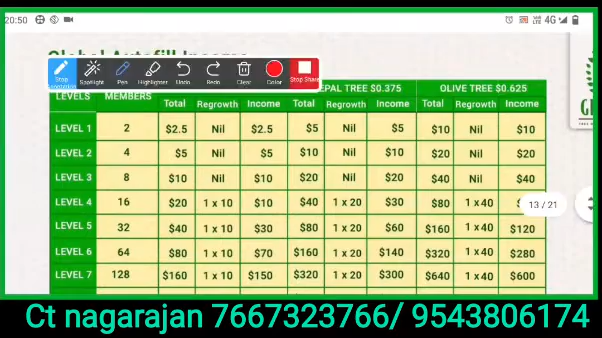 20:50 4G
Global Autofill Income
Stop Spotlight Pen Highlighter Undo Redo Clear Color Stop Share
EPAL TREE $0.375 OLIVE TREE $0.625
LEVELS MEMBERS Total Regrowth Income Total Regrowth Income Total Regrowth Income
LEVEL 1 2 $2.5 Nil $2.5 $5 Nil $5 $10 Nil $10
LEVEL 2 4 $5 Nil $5 $10 Nil $10 $20 Nil $20
LEVEL 3 8 $10 Nil $10 $20 Nil $20 $40 Nil $40
LEVEL 4 16 $20 1 x 10 $10 $40 1 x 20 $30 $80 1 x 40 13 / 21
LEVEL 5 32 $40 1 x 10 $30 $80 1 x 20 $60 $160 1 x 40 $120
LEVEL 6 64 $80 1 x 10 $70 $160 1 x 20 $140 $320 1 x 40 $280
LEVEL 7 128 $160 1 x 10 $150 $320 1 x 20 $300 $640 1 x 40 $600
Ct nagarajan 7667323766/ 9543806174